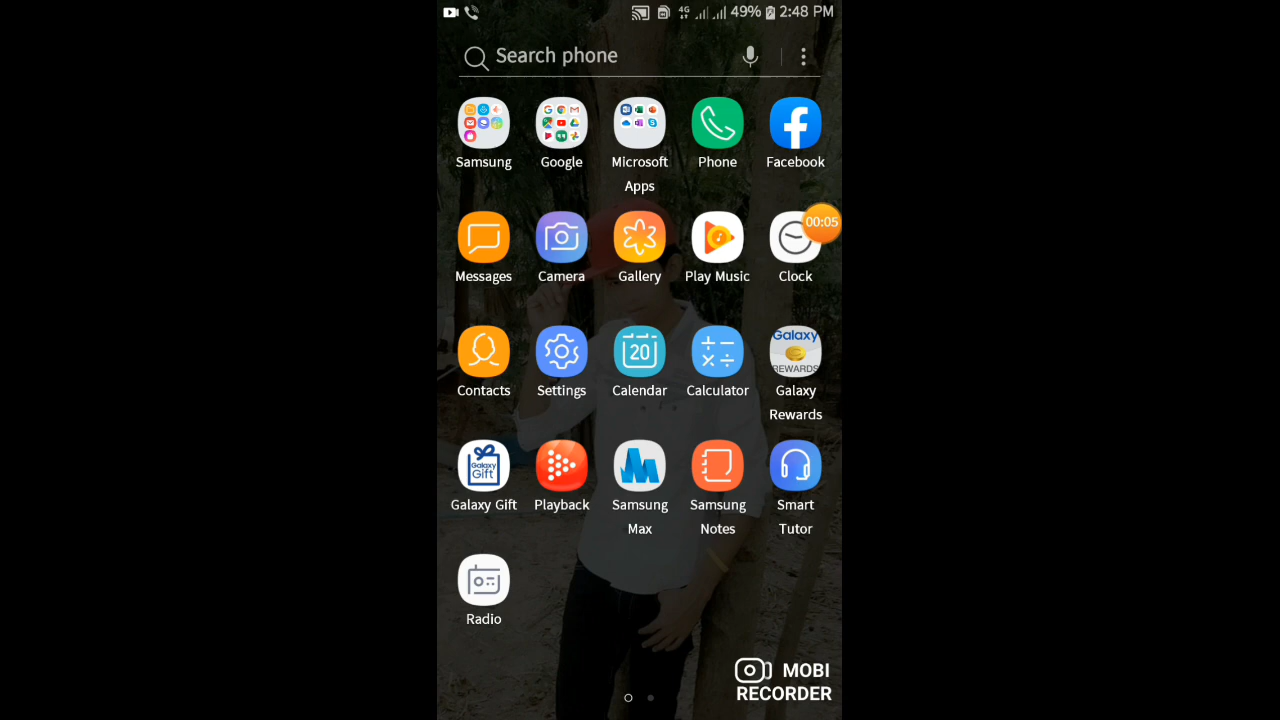 4G 49% 2:48 PM
Search phone
Samsung Google Microsoft Apps Phone Facebook
00:05
Messages Camera Gallery Play Music Clock
20
Galaxy
REWARDS
Contacts Settings Calendar Calculator Galaxy Rewards
Galaxy
Gift
Galaxy Gift Playback Samsung Max Samsung Notes Smart Tutor
Radio
MOBI
RECORDER